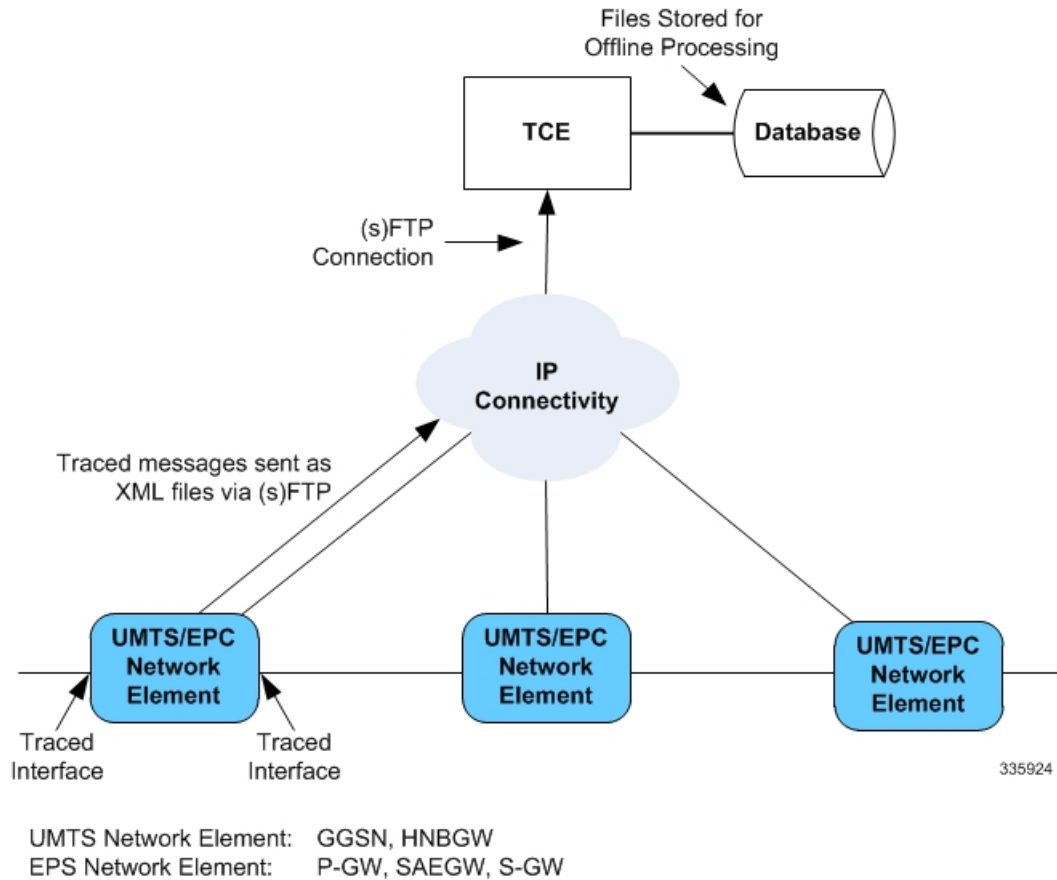 Files Stored for
Offline Processing
TCE
Database
(s)FTP
Connection
IP
Connectivity
Traced messages sent as
XML files via (s)FTP
UMTS/EPC
Network
Element
UMTS/EPC
Network
Element
UMTS/EPC
Network
Element
Traced
Interface
Traced
Interface
335924
UMTS Network Element: GGSN, HNBGW
EPS Network Element: P-GW, SAEGW, S-GW